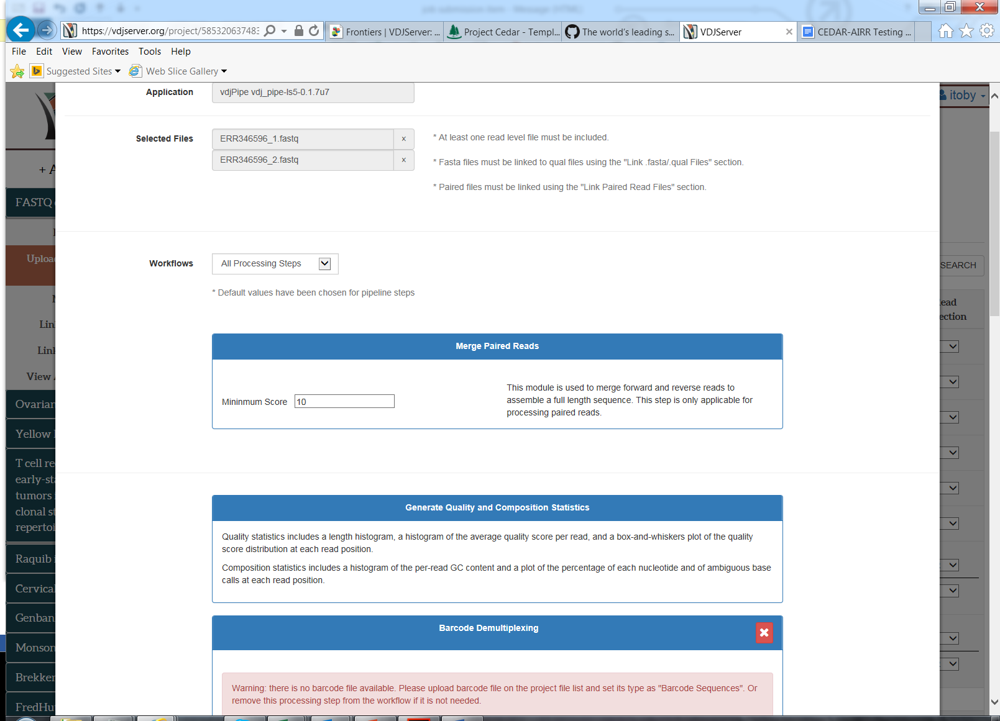 https://vdjserver.org/project/58532063748
Frontiers | VDJServer: ...
Project Cedar - Templ...
The world's leading s...
VDJServer
CEDAR-AIRR Testing ...
File Edit View Favorites Tools Help
Suggested Sites
Web Slice Gallery
itoby
Application
vdjPipe vdj_pipe-ls5-0.1.7u7
Selected Files
ERR346596_1.fastq x
ERR346596_2.fastq x
* At least one read level file must be included.
* Fasta files must be linked to qual files using the "Link .fasta/.qual Files" section.
* Paired files must be linked using the "Link Paired Read Files" section.
Workflows
All Processing Steps
* Default values have been chosen for pipeline steps
Merge Paired Reads
Mininmum Score 10
This module is used to merge forward and reverse reads to
assemble a full length sequence. This step is only applicable for
processing paired reads.
Generate Quality and Composition Statistics
Quality statistics includes a length histogram, a histogram of the average quality score per read, and a box-and-whiskers plot of the quality
score distribution at each read position.
Composition statistics includes a histogram of the per-read GC content and a plot of the percentage of each nucleotide and of ambiguous base
calls at each read position.
Barcode Demultiplexing
Warning: there is no barcode file available. Please upload barcode file on the project file list and set its type as "Barcode Sequences". Or
remove this processing step from the workflow if it is not needed.
+ A
FASTQ
Uploa
Lin
Lin
View
Ovarian
Yellow
T cell re
early-sta
tumors
clonal st
repertoi
Raquib
Cervical
Genban
Monson
Brekker
FredHu
SEARCH
ead
ection